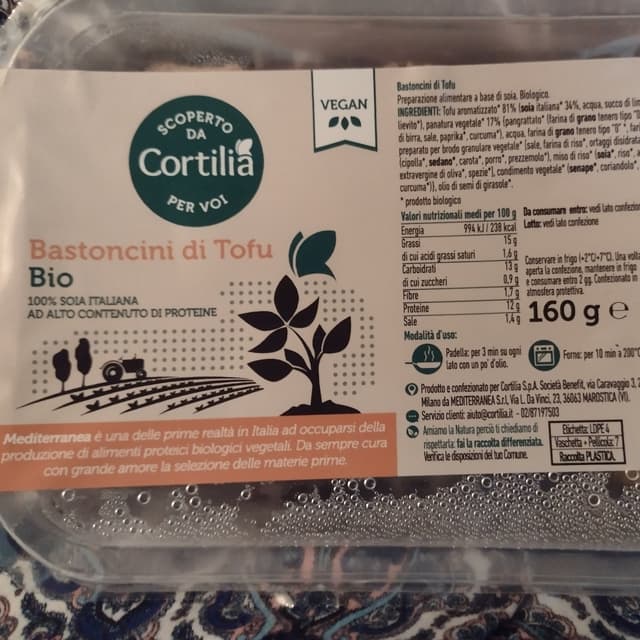 SCOPERTO
DA
Cortilia
PER VOI
VEGAN
Bastoncini di Tofu
Bio
100% SOIA ITALIANA
AD ALTO CONTENUTO DI PROTEINE
Mediterranea è una delle prime realtà in Italia ad occuparsi della
produzione di alimenti proteici biologici vegetali. Da sempre cura
con grande amore la selezione delle materie prime.
Bastoncini di Tofu
Preparazione alimentare a base di soia. Biologico.
INGREDIENTI: Tofu aromatizzato* 81% (soia italiana* 34%, acqua, succo di
lievito*), panatura vegetale* 17% (pangrattato* (farina di grano tenero tipo
di birra, sale, paprika*, curcuma*), acqua, farina di grano tenero tipo
preparato per brodo granulare vegetale* (sale, farina di riso*, ortaggi
(cipolla*, sedano*, carota*, porro*, prezzemolo*), miso di riso* (soia*, riso*,
extravergine di oliva*, spezie*), condimento vegetale* (senape*, coriandolo*,
curcuma*)), olio di semi di girasole*.
* prodotto biologico
Valori nutrizionali medi per 100 g
Energia 994 kJ / 238 kcal
Grassi 15 g
di cui acidi grassi saturi 1,6 g
Carboidrati 13 g
di cui zuccheri 0,9 g
Fibre 1,7 g
Proteine 12 g
Sale 1,4 g
Da consumare entro: vedi lato confezione
Lotto: vedi lato confezione
Conservare in frigo (+2°C/+7°C). Una volta
aperta la confezione, mantenere in frigo
e consumare entro 2 gg. Confezionato in
atmosfera protettiva.
160 g e
Modalità d'uso:
Padella: per 3 min su ogni
lato con un po' d'olio.
Forno: per 10 min a 200°C
Prodotto e confezionato per Cortilia S.p.A. Società Benefit, via Caravaggio 3,
Milano da MEDITERRANEA S.r.l, Via L. Da Vinci, 23, 36063 MAROSTICA (VI).
Servizio clienti: aiuto@cortilia.it - 02/87197503
Amiamo la Natura perciò ti chiediamo di
rispettarla: fai la raccolta differenziata.
Verifica le disposizioni del tuo Comune.
Etichetta: LDPE 4
Vaschetta + Pellicola: 7
Raccolta PLASTICA